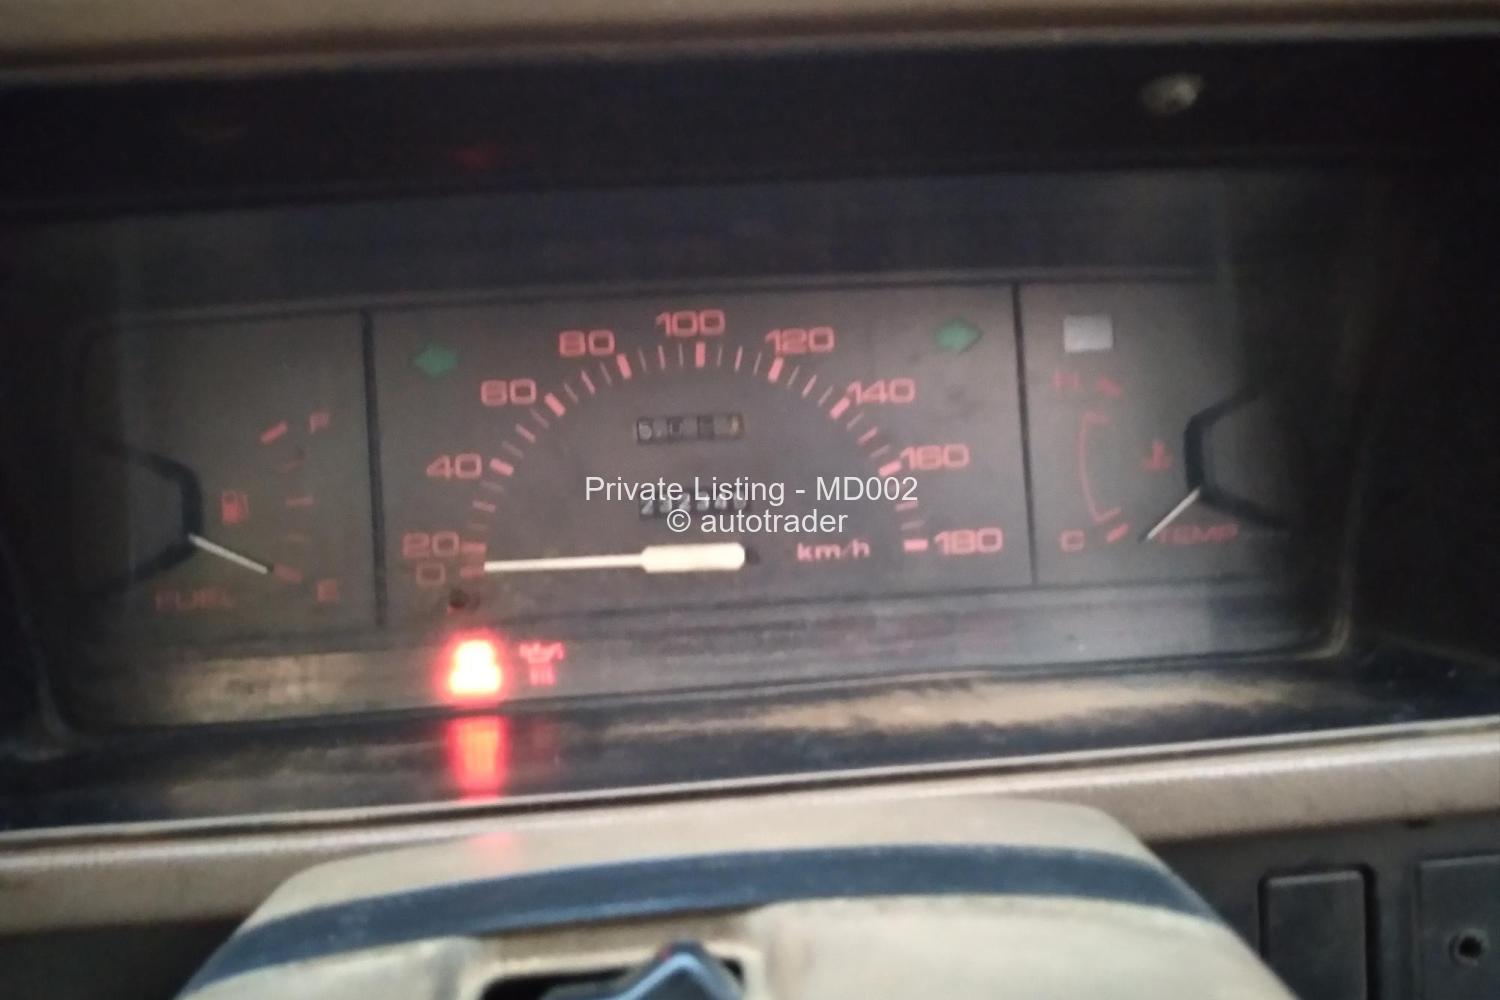 100
80
120
60
140
F
H
40
160
Private Listing - MD002
© autotrader
20
km/h
180
C
TEMP
0
FUEL
E